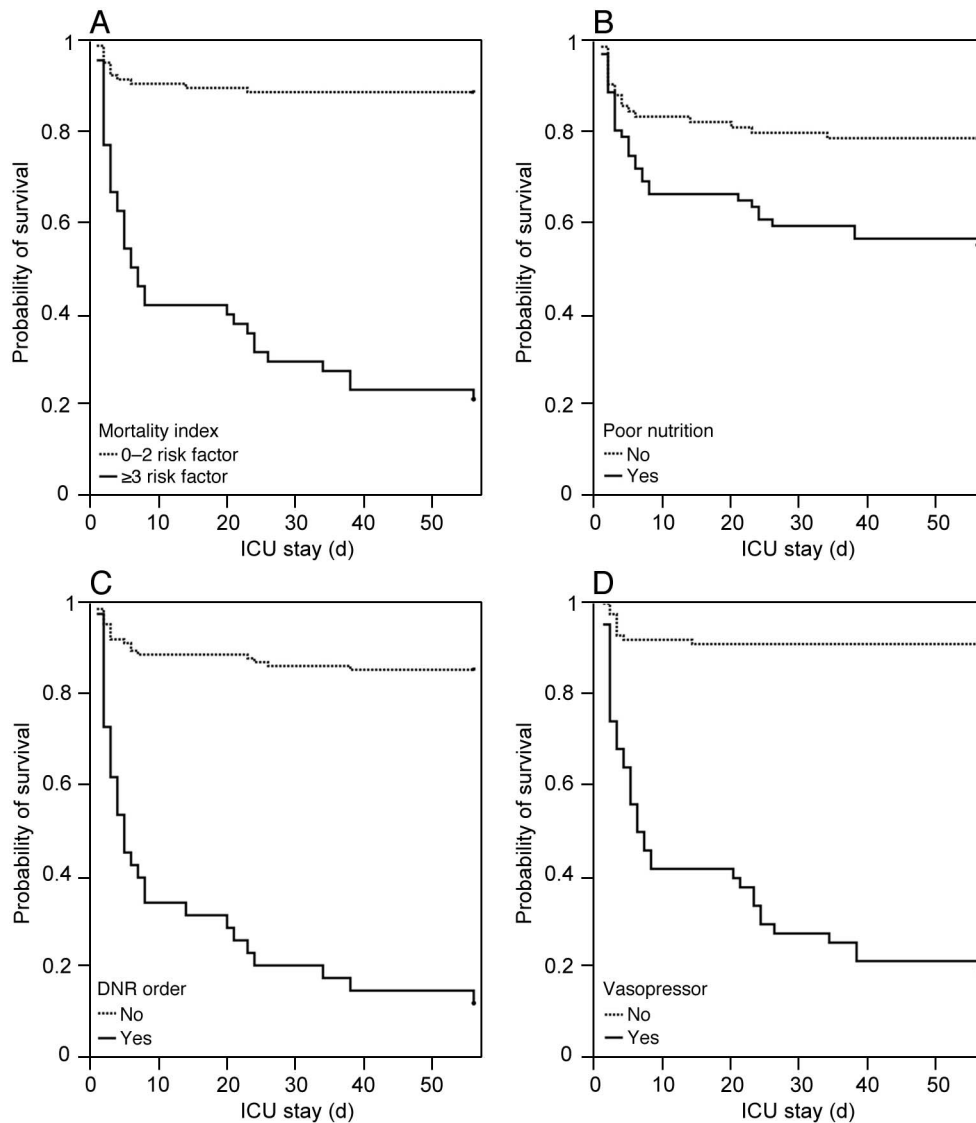 A
Probability of survival
1
0.8
0.6
0.4
0.2
0
Mortality index
0–2 risk factor
≥3 risk factor
0 10 20 30 40 50
ICU stay (d)
B
Probability of survival
1
0.8
0.6
0.4
0.2
0
Poor nutrition
No
Yes
0 10 20 30 40 50
ICU stay (d)
C
Probability of survival
1
0.8
0.6
0.4
0.2
0
DNR order
No
Yes
0 10 20 30 40 50
ICU stay (d)
D
Probability of survival
1
0.8
0.6
0.4
0.2
0
Vasopressor
No
Yes
0 10 20 30 40 50
ICU stay (d)